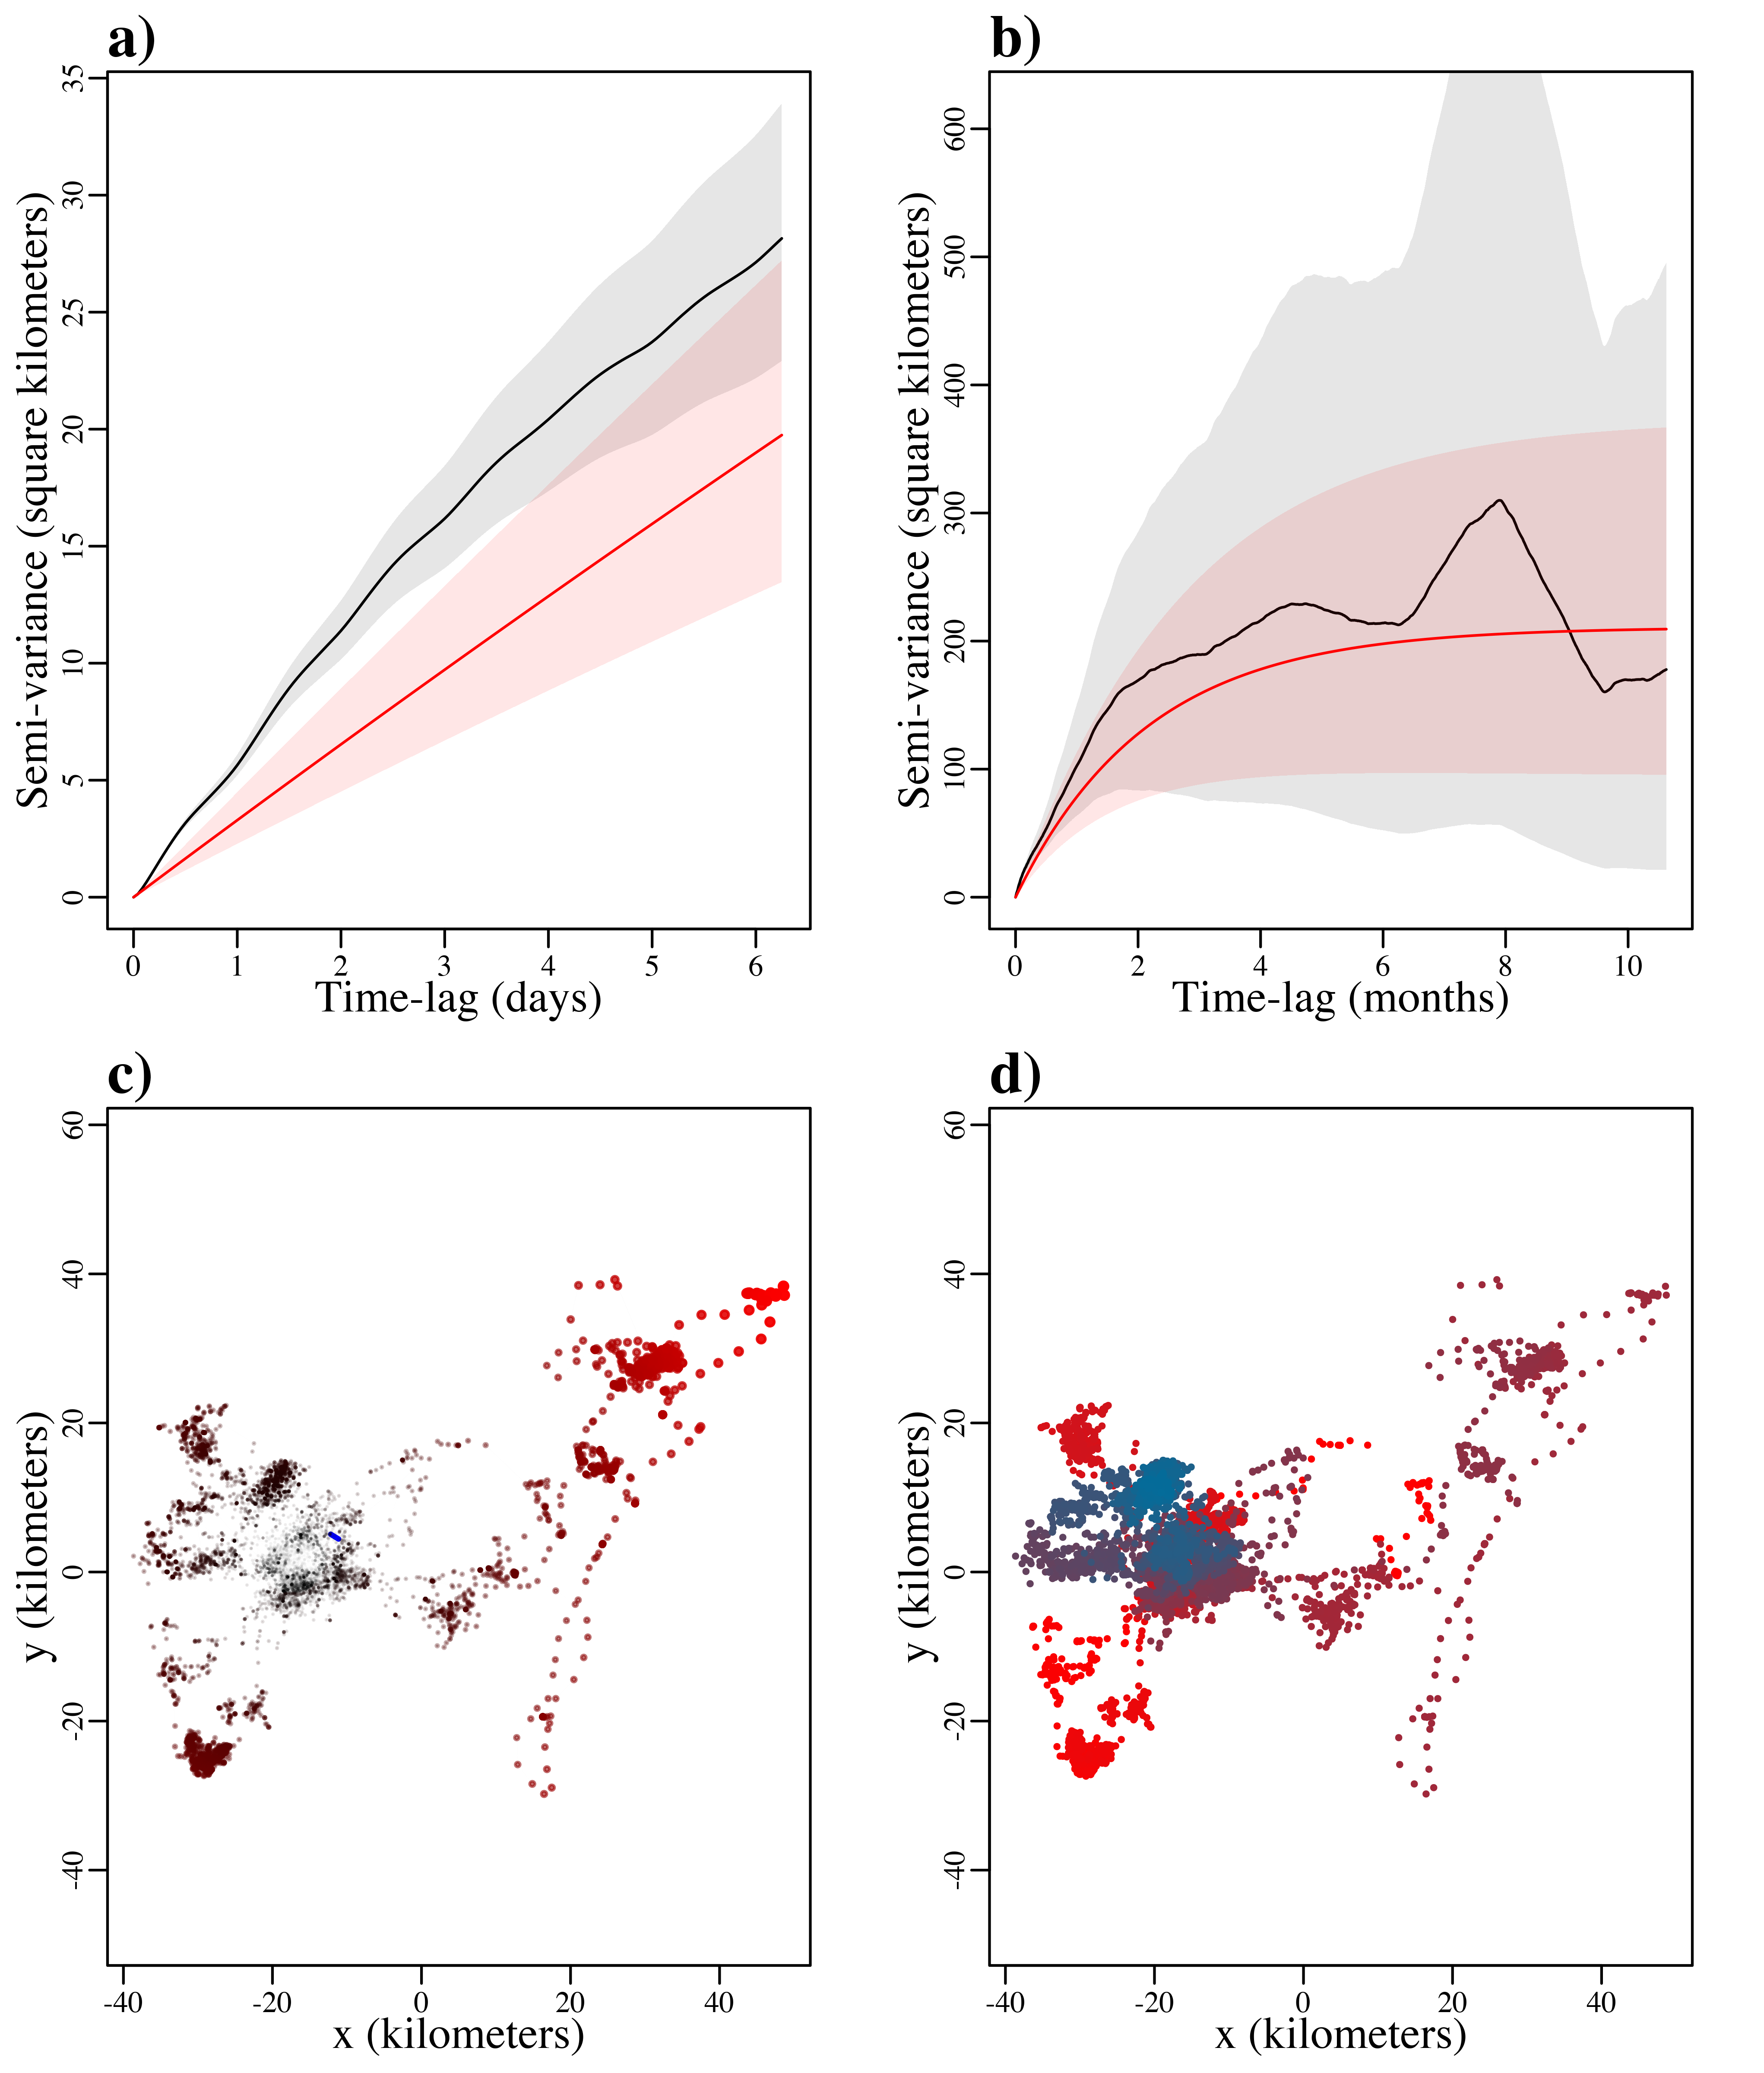 a)
Semi-variance (square kilometers)
35
30
25
20
15
10
5
0
0 1 2 3 4 5 6
Time-lag (days)
b)
Semi-variance (square kilometers)
600
500
400
300
200
100
0
0 2 4 6 8 10
Time-lag (months)
c)
y (kilometers)
60
40
20
0
-20
-40
-40 -20 0 20 40
x (kilometers)
d)
y (kilometers)
60
40
20
0
-20
-40
-40 -20 0 20 40
x (kilometers)